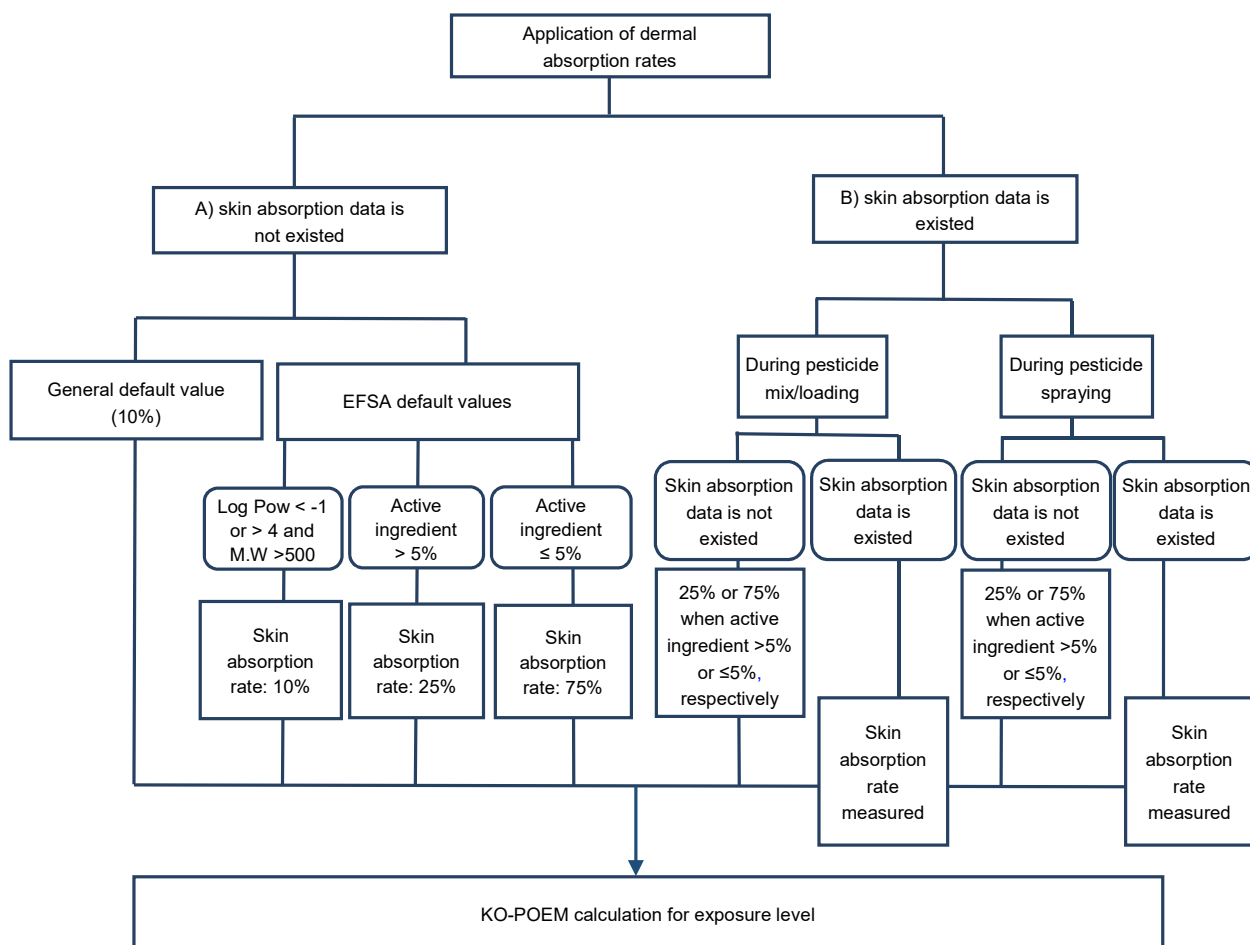 Application of dermal
absorption rates
A) skin absorption data is
not existed
B) skin absorption data is
existed
General default value
(10%)
EFSA default values
During pesticide
mix/loading
During pesticide
spraying
Log Pow < -1
or > 4 and
M.W >500
Active
ingredient
> 5%
Active
ingredient
≤ 5%
Skin absorption
data is not
existed
Skin absorption
data is
existed
Skin absorption
data is not
existed
Skin absorption
data is
existed
Skin
absorption
rate: 10%
Skin
absorption
rate: 25%
Skin
absorption
rate: 75%
25% or 75%
when active
ingredient >5%
or ≤5%,
respectively
25% or 75%
when active
ingredient >5%
or ≤5%,
respectively
Skin
absorption
rate
measured
Skin
absorption
rate
measured
KO-POEM calculation for exposure level